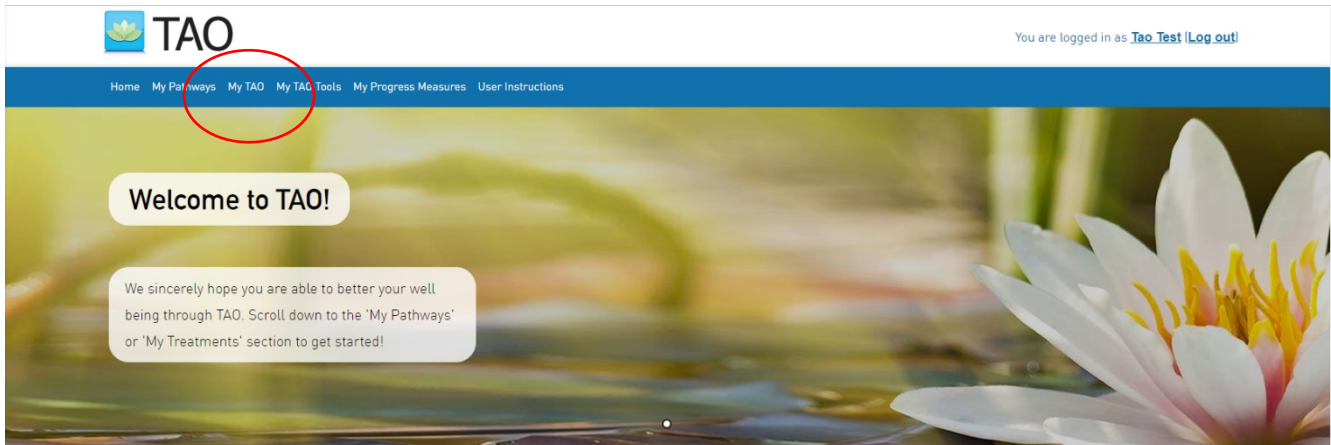 TAO
You are logged in as Tao Test (Log out)
Home My Pathways My TAO My TAO Tools My Progress Measures User Instructions
Welcome to TAO!
We sincerely hope you are able to better your well
being through TAO. Scroll down to the 'My Pathways'
or 'My Treatments' section to get started!